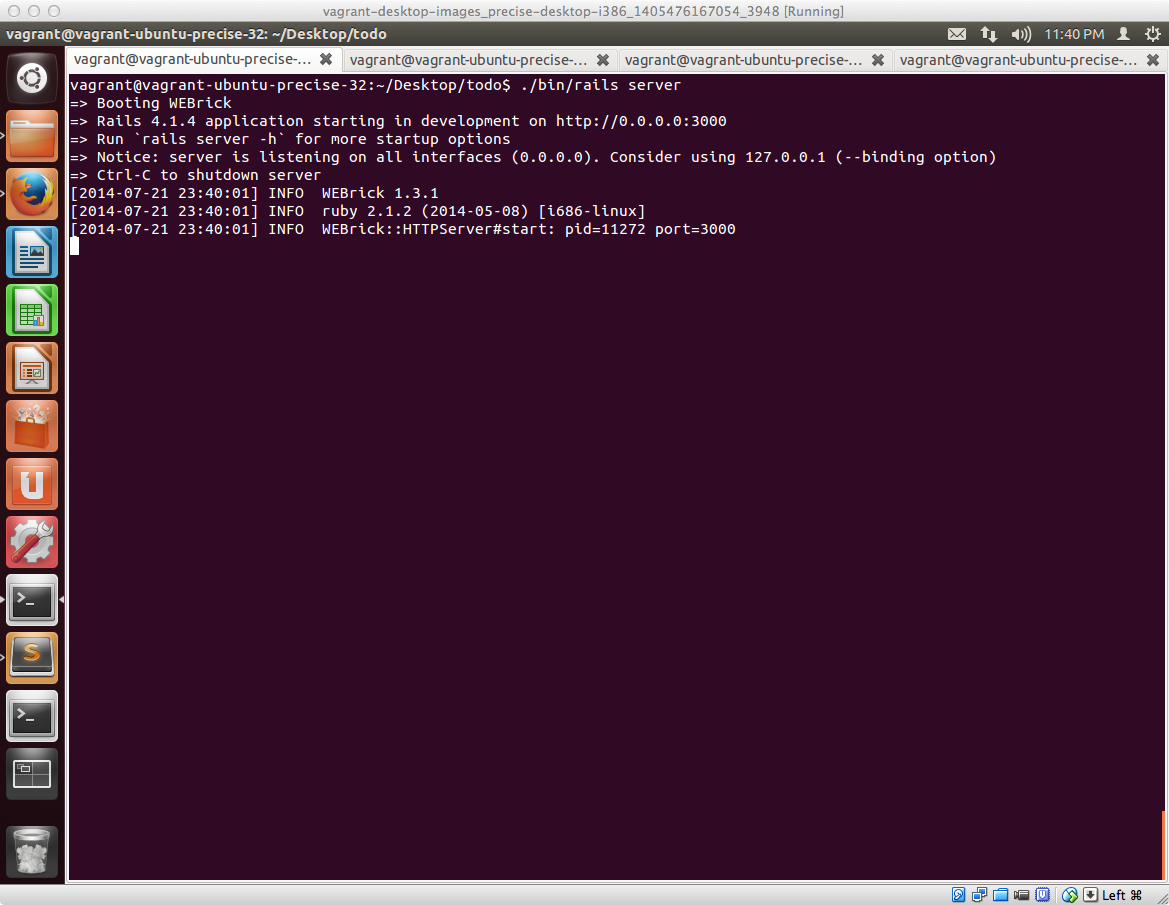 vagrant-desktop-images_precise-desktop-i386_1405476167054_3948 [Running]
vagrant@vagrant-ubuntu-precise-32: ~/Desktop/todo
11:40 PM
vagrant@vagrant-ubuntu-precise-... vagrant@vagrant-ubuntu-precise-... vagrant@vagrant-ubuntu-precise-... vagrant@vagrant-ubuntu-precise-...
vagrant@vagrant-ubuntu-precise-32:~/Desktop/todo$ ./bin/rails server
=> Booting WEBrick
=> Rails 4.1.4 application starting in development on http://0.0.0.0:3000
=> Run `rails server -h` for more startup options
=> Notice: server is listening on all interfaces (0.0.0.0). Consider using 127.0.0.1 (--binding option)
=> Ctrl-C to shutdown server
[2014-07-21 23:40:01] INFO  WEBrick 1.3.1
[2014-07-21 23:40:01] INFO  ruby 2.1.2 (2014-05-08) [i686-linux]
[2014-07-21 23:40:01] INFO  WEBrick::HTTPServer#start: pid=11272 port=3000
Left ⌘